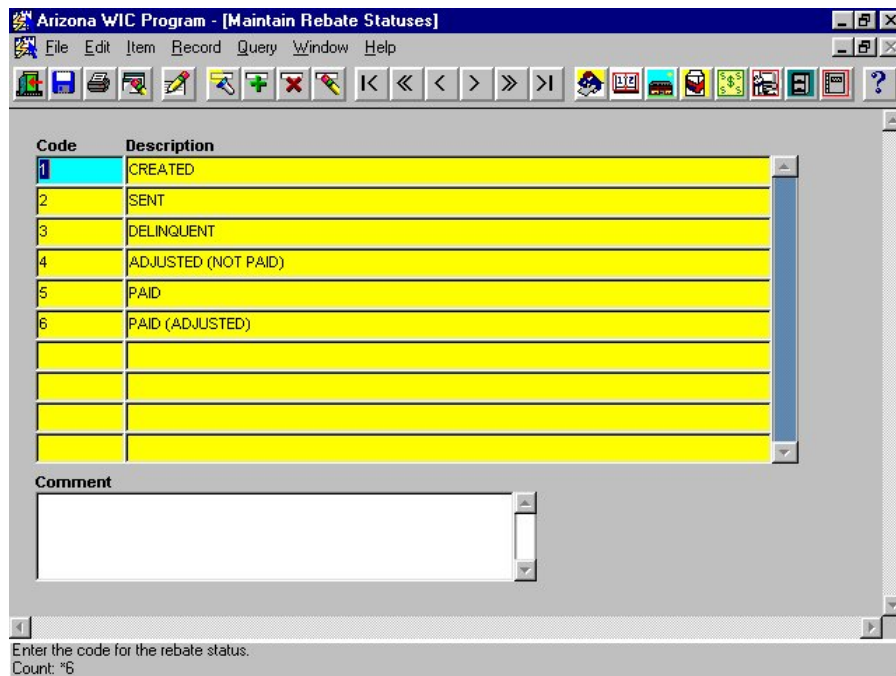 Arizona WIC Program - [Maintain Rebate Statuses]
File Edit Item Record Query Window Help
Code Description
1 CREATED
2 SENT
3 DELINQUENT
4 ADJUSTED (NOT PAID)
5 PAID
6 PAID (ADJUSTED)
Comment
Enter the code for the rebate status.
Count: *6